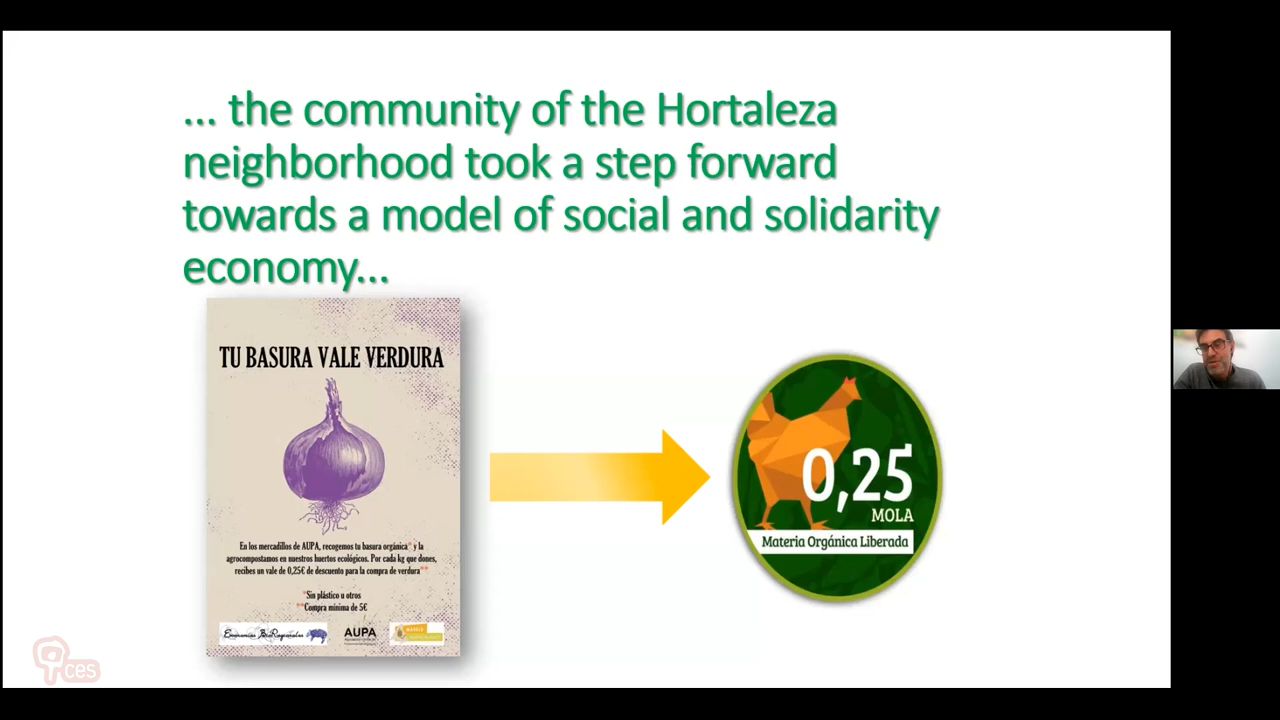 ... the community of the Hortaleza
neighborhood took a step forward
towards a model of social and solidarity
economy...
TU BASURA VALE VERDURA
En los mercadillos de AUPA, recogemos tu basura orgánica* y la
agrocompostamos en nuestros huertos ecológicos. Por cada kg que dones,
recibes un vale de 0,25€ de descuento para la compra de verdura**
*Sin plástico u otros
**Compra mínima de 5€
AUPA
0,25
MOLA
Materia Orgánica Liberada
ces